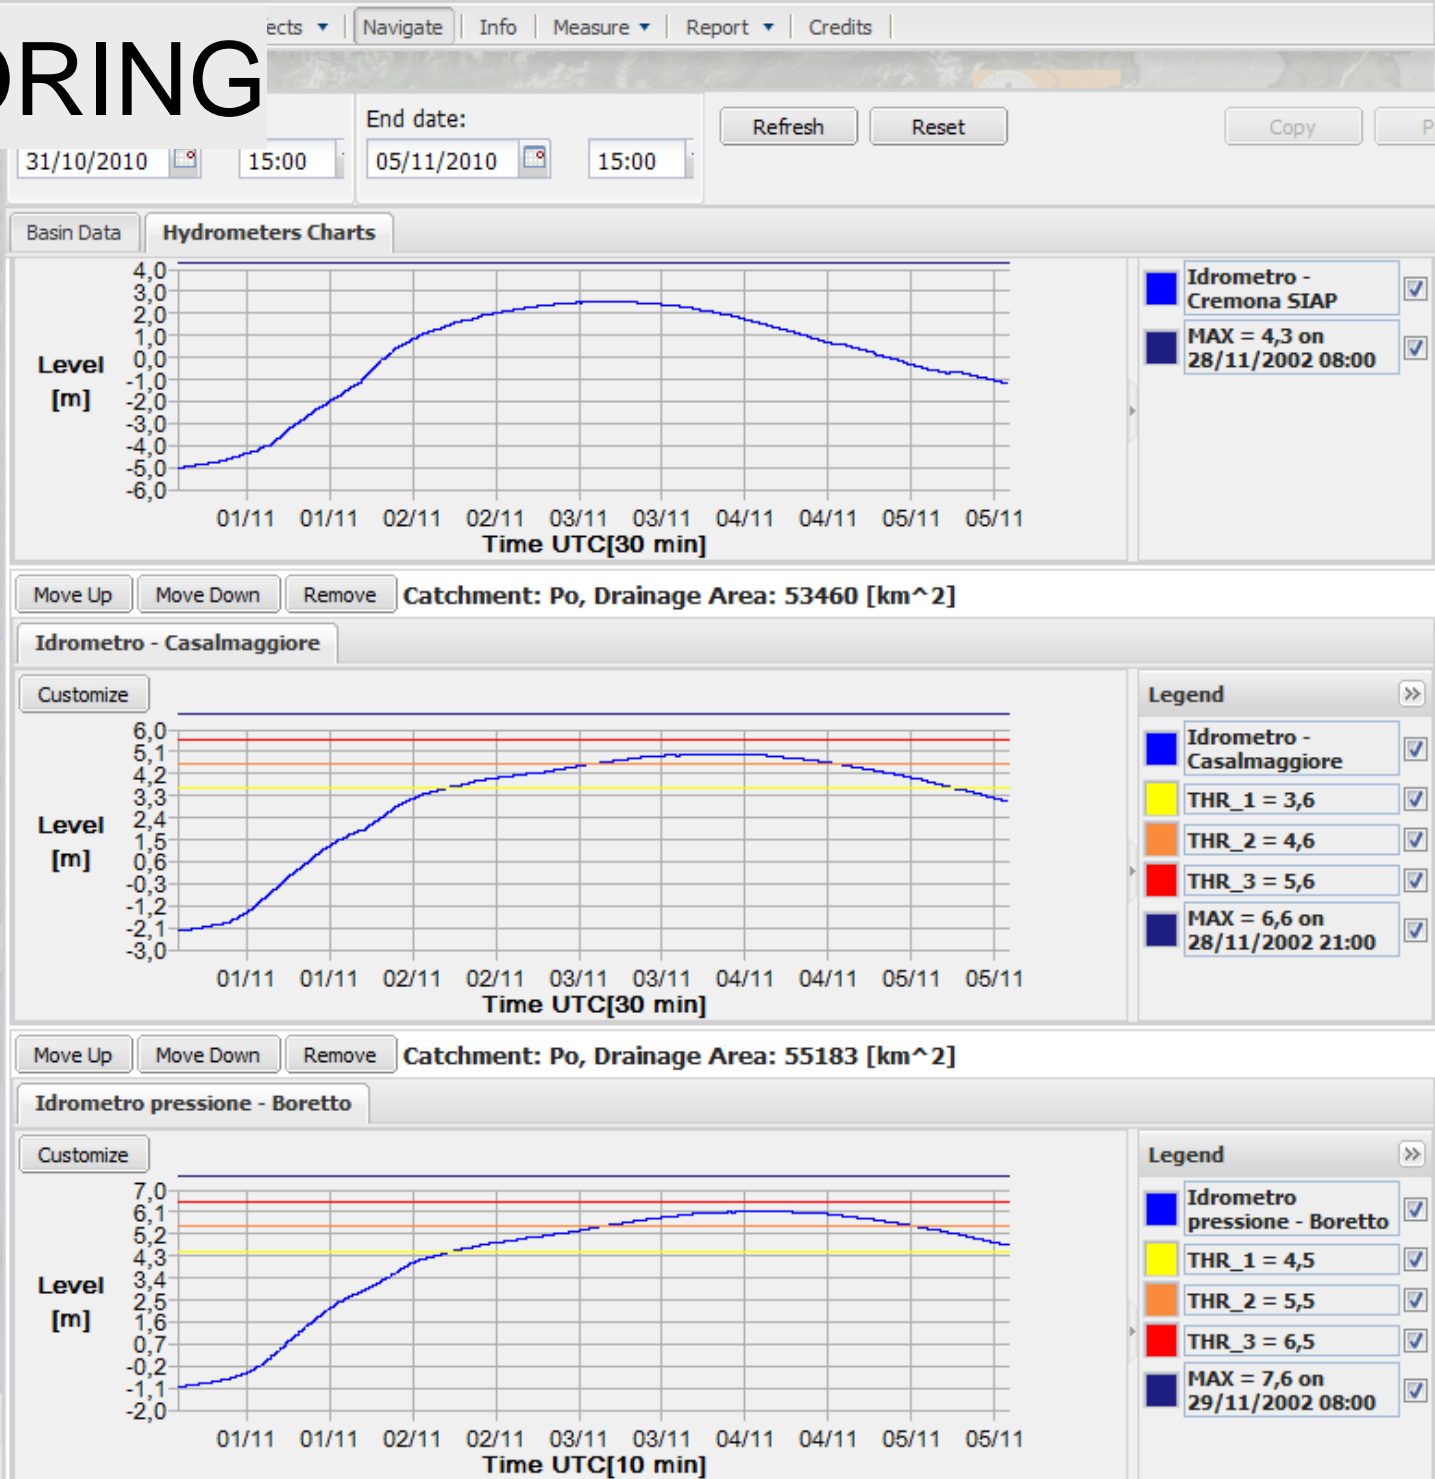 ects Navigate Info Measure Report Credits
ORING
End date:
Refresh Reset Copy P
31/10/2010 15:00 05/11/2010 15:00
Basin Data Hydrometers Charts
4,0
3,0
2,0
1,0
0,0
-1,0
-2,0
-3,0
-4,0
-5,0
-6,0
Level
[m]
01/11 01/11 02/11 02/11 03/11 03/11 04/11 04/11 05/11 05/11
Time UTC[30 min]
Idrometro -
Cremona SIAP
MAX = 4,3 on
28/11/2002 08:00
Move Up Move Down Remove Catchment: Po, Drainage Area: 53460 [km^2]
Idrometro - Casalmaggiore
Customize
6,0
5,1
4,2
3,3
2,4
1,5
0,6
-0,3
-1,2
-2,1
-3,0
Level
[m]
01/11 01/11 02/11 02/11 03/11 03/11 04/11 04/11 05/11 05/11
Time UTC[30 min]
Legend
Idrometro -
Casalmaggiore
THR_1 = 3,6
THR_2 = 4,6
THR_3 = 5,6
MAX = 6,6 on
28/11/2002 21:00
Move Up Move Down Remove Catchment: Po, Drainage Area: 55183 [km^2]
Idrometro pressione - Boretto
Customize
7,0
6,1
5,2
4,3
3,4
2,5
1,6
0,7
-0,2
-1,1
-2,0
Level
[m]
01/11 01/11 02/11 02/11 03/11 03/11 04/11 04/11 05/11 05/11
Time UTC[10 min]
Legend
Idrometro
pressione - Boretto
THR_1 = 4,5
THR_2 = 5,5
THR_3 = 6,5
MAX = 7,6 on
29/11/2002 08:00